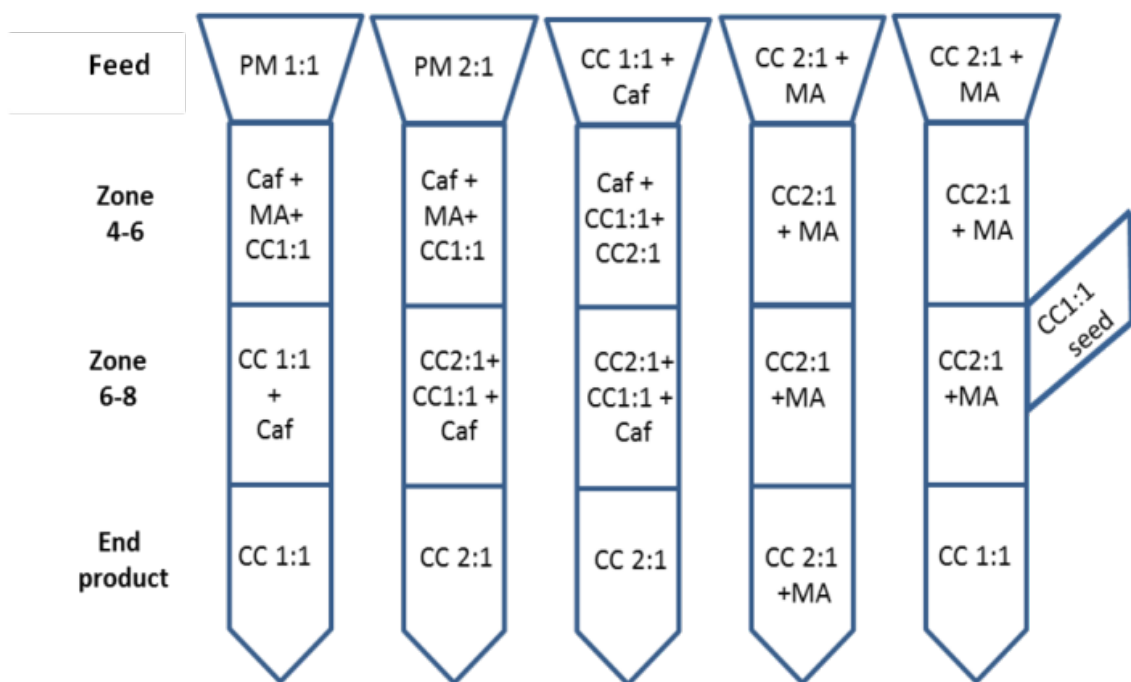 Feed
PM 1:1
PM 2:1
CC 1:1 +
Caf
CC 2:1 +
MA
CC 2:1 +
MA
Zone
4-6
Caf +
MA+
CC1:1
Caf +
MA+
CC1:1
Caf +
CC1:1+
CC2:1
CC2:1
+ MA
CC2:1
+ MA
CC1:1
seed
Zone
6-8
CC 1:1
+
Caf
CC2:1+
CC1:1 +
Caf
CC2:1+
CC1:1 +
Caf
CC2:1
+MA
CC2:1
+MA
End
product
CC 1:1
CC 2:1
CC 2:1
CC 2:1
+MA
CC 1:1